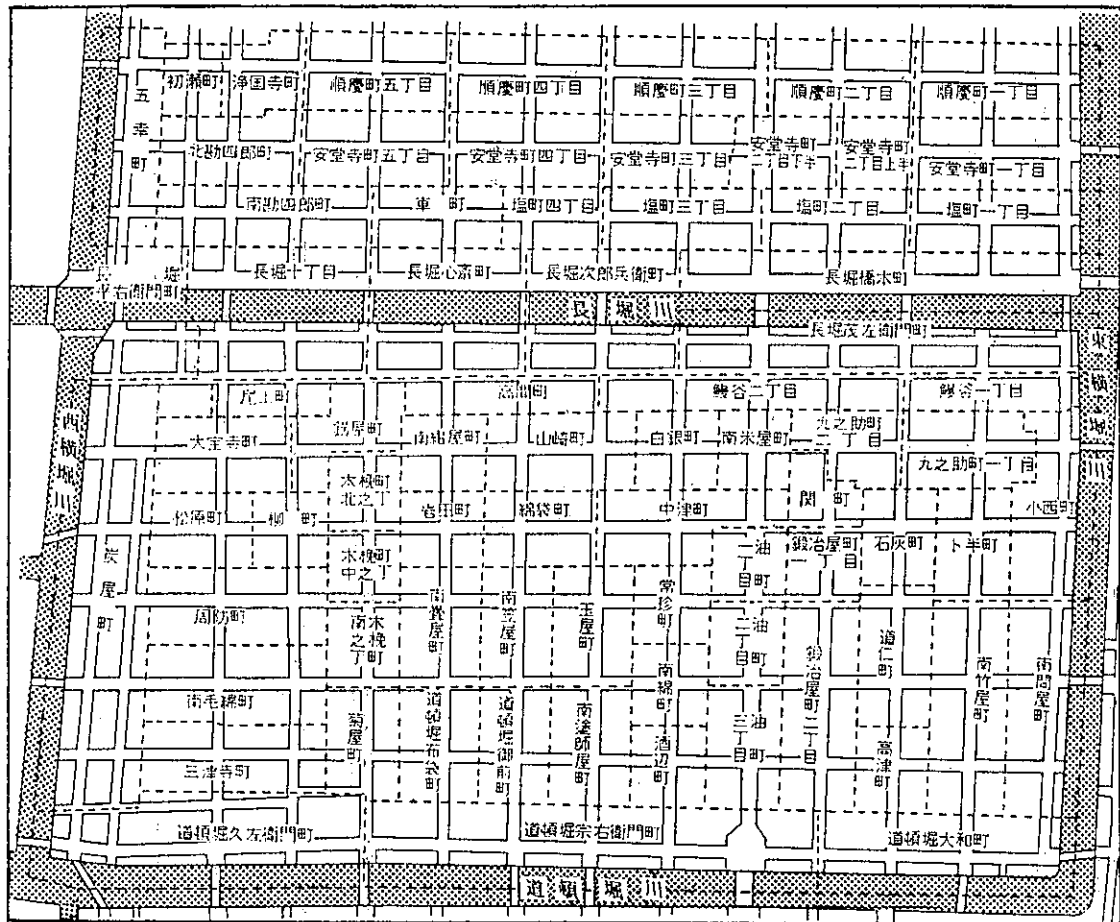 初瀬町
浄国寺町
順慶町五丁目
順慶町四丁目
順慶町三丁目
順慶町二丁目
順慶町一丁目
五幸町
北勘四郎町
安堂寺町五丁目
安堂寺町四丁目
安堂寺町三丁目
安堂寺町
二丁目下半
安堂寺町
二丁目上半
安堂寺町一丁目
南勘四郎町
車町
塩町四丁目
塩町三丁目
塩町二丁目
塩町一丁目
長堀
平右衛門町
長堀十丁目
長堀心斎町
長堀次郎兵衛町
長堀橋本町
長堀川
長堀茂左衛門町
東横堀川
西横堀川
尾上町
鰻谷二丁目
鰻谷一丁目
大宝寺町
錺屋町
南紺屋町
山崎町
白銀町
南米屋町
九之助町
二丁目
九之助町一丁目
木挽町
北之丁
関町
小西町
松原町
柳町
岩田町
綿袋町
中津町
炭屋町
木挽町
中之丁
油町
一丁目
鍛冶屋町
一丁目
石灰町
卜半町
周防町
木挽町
南之丁
南畳屋町
南笠屋町
玉屋町
常珍町
油町
二丁目
鍛冶屋町二丁目
道仁町
南竹屋町
南問屋町
南毛綿町
菊屋町
道頓堀布袋町
道頓堀御前町
南塗師屋町
南綿町
酒辺町
油町
三丁目
高津町
三津寺町
道頓堀久左衛門町
道頓堀宗右衛門町
道頓堀大和町
道頓堀川